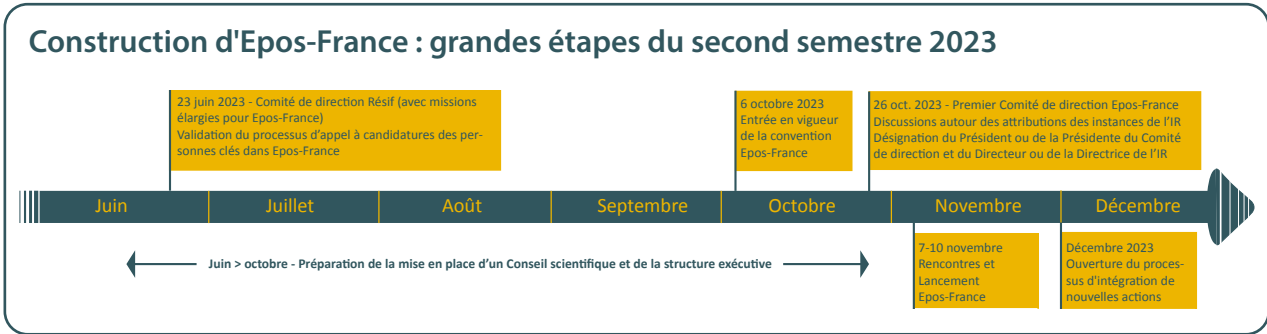 Construction d'Epos-France : grandes étapes du second semestre 2023
23 juin 2023 - Comité de direction Résif (avec missions
élargies pour Epos-France)
Validation du processus d'appel à candidatures des per-
sonnes clés dans Epos-France
6 octobre 2023
Entrée en vigueur
de la convention
Epos-France
26 oct. 2023 - Premier Comité de direction Epos-France
Discussions autour des attributions des instances de l'IR
Désignation du Président ou de la Présidente du Comité
de direction et du Directeur ou de la Directrice de l'IR
Juin
Juillet
Août
Septembre
Octobre
Novembre
Décembre
Juin > octobre - Préparation de la mise en place d'un Conseil scientifique et de la structure exécutive
7-10 novembre
Rencontres et
Lancement
Epos-France
Décembre 2023
Ouverture du proces-
sus d'intégration de
nouvelles actions